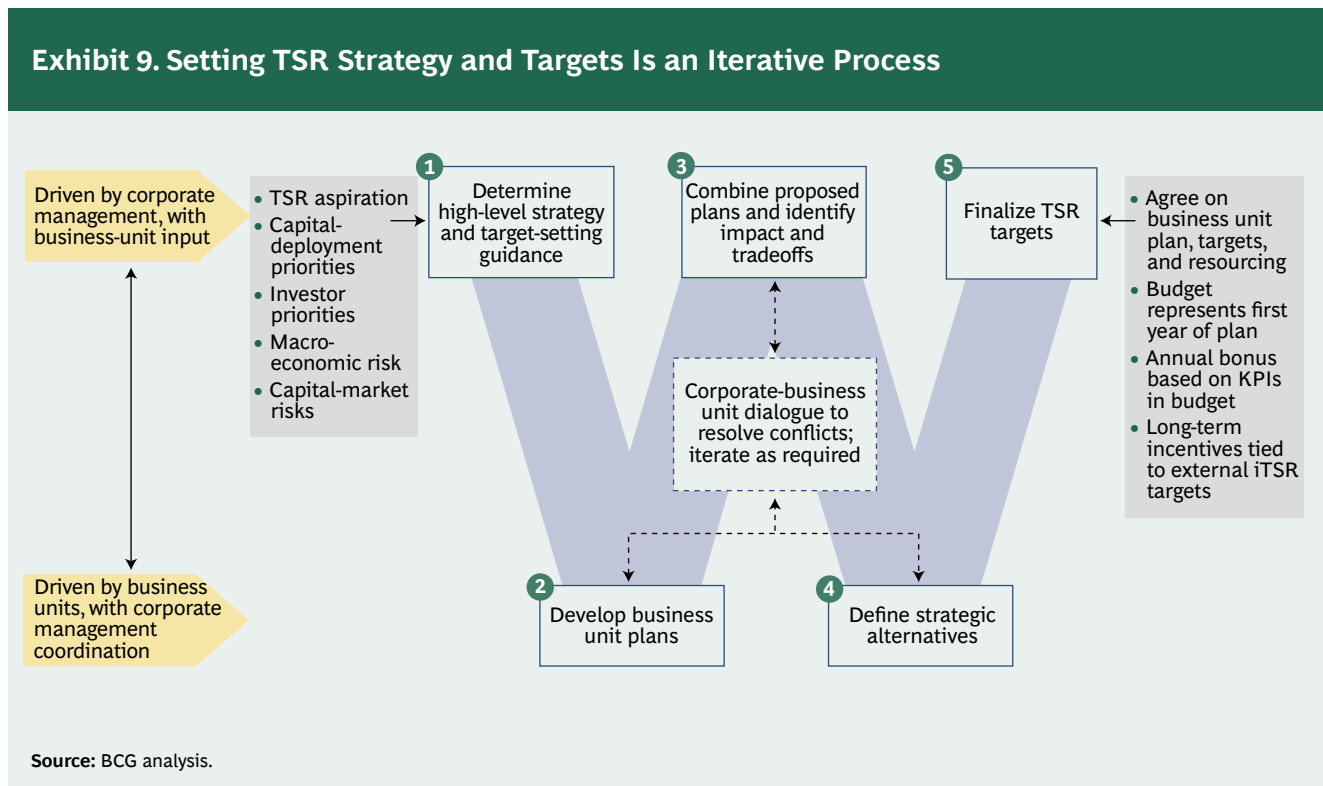 Exhibit 9. Setting TSR Strategy and Targets Is an Iterative Process
Driven by corporate
management, with
business-unit input
• TSR aspiration
• Capital-
deployment
priorities
• Investor
priorities
• Macro-
economic risk
• Capital-market
risks
1
Determine
high-level strategy
and target-setting
guidance
3
Combine proposed
plans and identify
impact and
tradeoffs
5
Finalize TSR
targets
• Agree on
business unit
plan, targets,
and resourcing
• Budget
represents first
year of plan
• Annual bonus
based on KPIs
in budget
• Long-term
incentives tied
to external iTSR
targets
Corporate-business
unit dialogue to
resolve conflicts;
iterate as required
Driven by business
units, with corporate
management
coordination
2
Develop business
unit plans
4
Define strategic
alternatives
Source: BCG analysis.